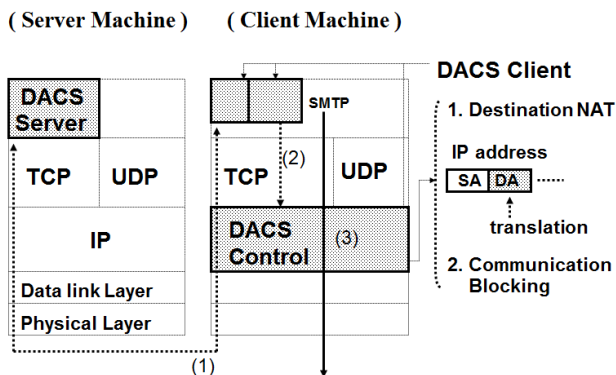 ( Server Machine )
( Client Machine )
DACS
Server
TCP
UDP
IP
Data link Layer
Physical Layer
(1)
SMTP
(2)
TCP
UDP
DACS
Control
(3)
DACS Client
1. Destination NAT
IP address
SA DA
translation
2. Communication
Blocking